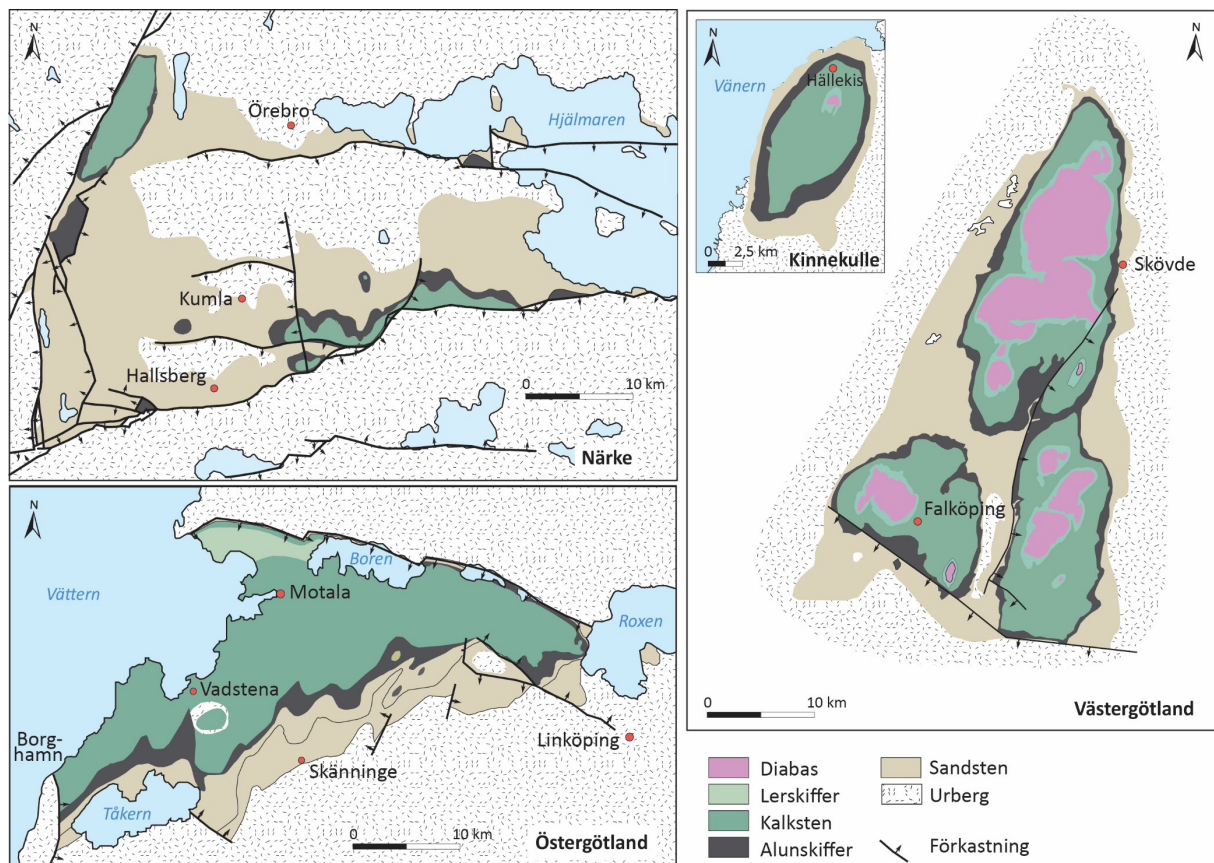 N
Örebro
Hjälmaren
Kumla
Hallsberg
0 10 km
Närke
N
Vättern
Boren
Motala
Roxen
Vadstena
Borg-
hamn
Linköping
Skänninge
Tåkern
0 10 km
Östergötland
N
Vänern
Hällekis
0 2,5 km
Kinnekulle
N
Skövde
Falköping
0 10 km
Västergötland
Diabas
Lerskiffer
Kalksten
Alunskiffer
Sandsten
Urberg
Förkastning